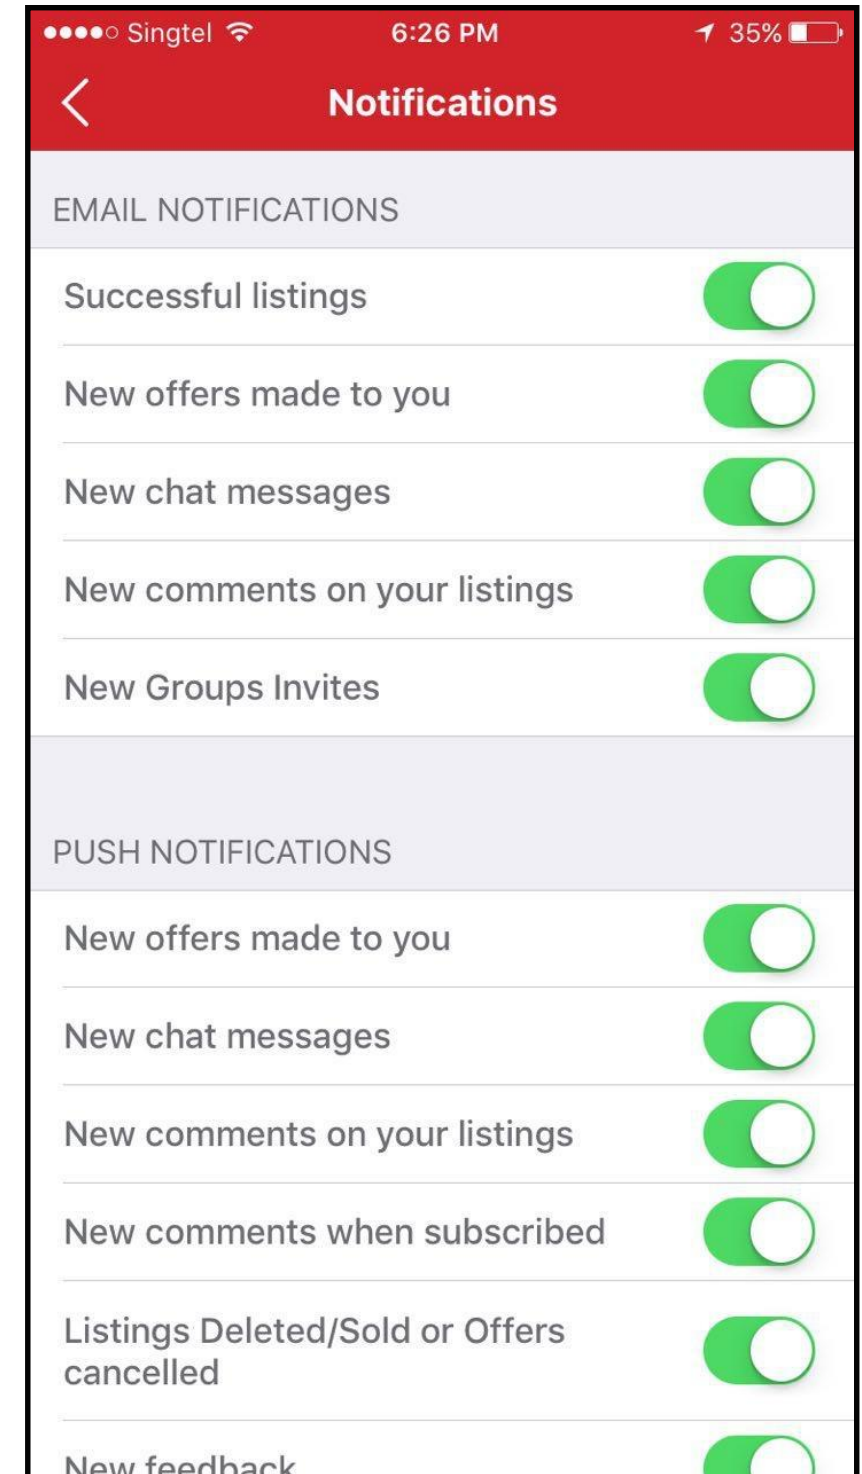 Singtel 6:26 PM 35%
Notifications
EMAIL NOTIFICATIONS
Successful listings
New offers made to you
New chat messages
New comments on your listings
New Groups Invites
PUSH NOTIFICATIONS
New offers made to you
New chat messages
New comments on your listings
New comments when subscribed
Listings Deleted/Sold or Offers
cancelled
New feedback